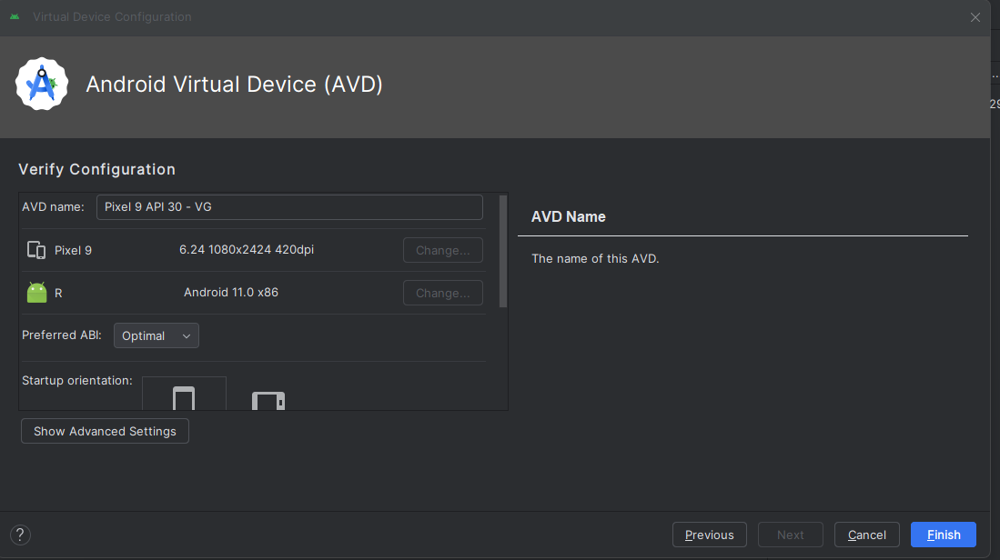 Virtual Device Configuration
Android Virtual Device (AVD)
Verify Configuration
AVD name: Pixel 9 API 30 - VG
Pixel 9 6.24 1080x2424 420dpi Change...
R Android 11.0 x86 Change...
Preferred ABI: Optimal
Startup orientation:
Show Advanced Settings
AVD Name
The name of this AVD.
...
29
?
Previous Next Cancel Finish